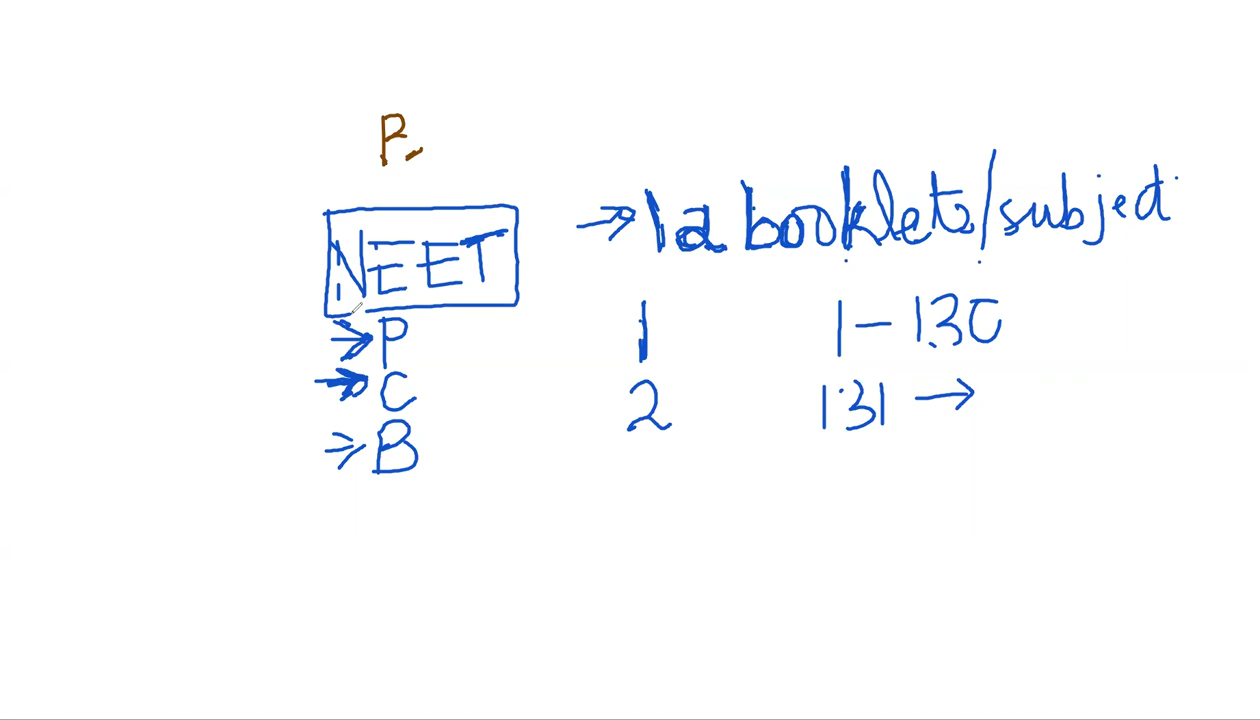 P
NEET → 12 booklets/subject
→ P 1 1 - 130
→ C 2 131 →
→ B